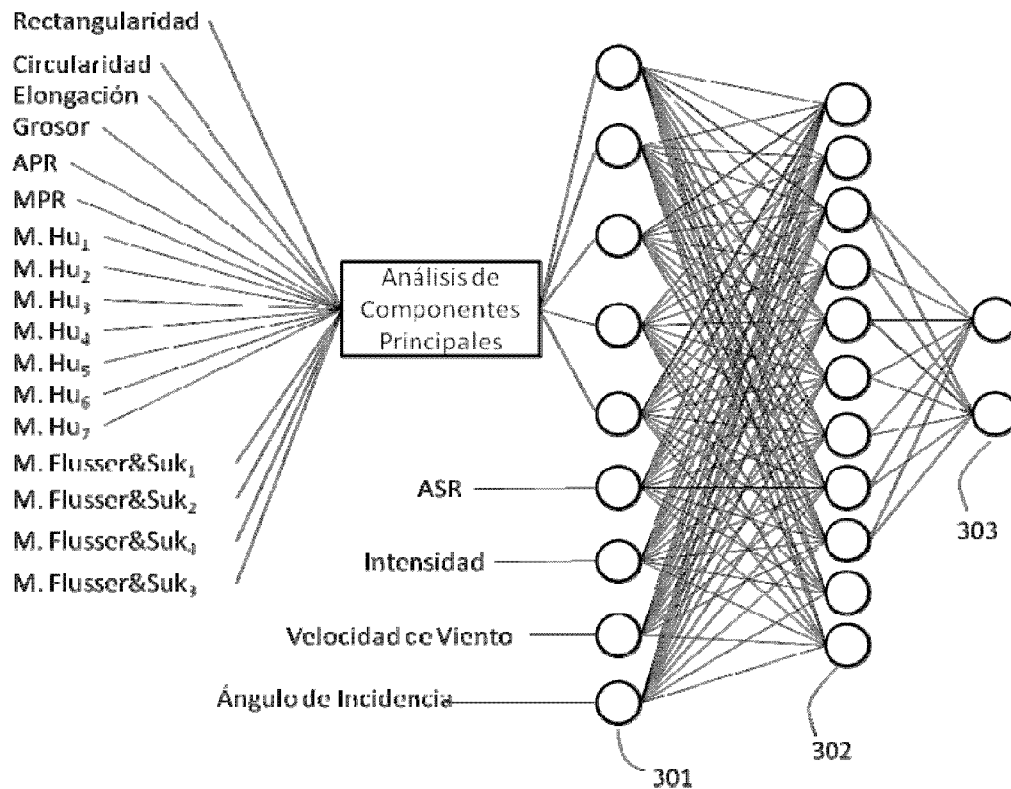 Rectangularidad
Circularidad
Elongación
Grosor
APR
MPR
M. Hu₁
M. Hu₂
M. Hu₃
M. Hu₄
M. Hu₅
M. Hu₆
M. Hu₇
M. Flusser&Suk₁
M. Flusser&Suk₂
M. Flusser&Suk₄
M. Flusser&Suk₃
Análisis de
Componentes
Principales
ASR
Intensidad
Velocidad de Viento
Ángulo de Incidencia
301
302
303